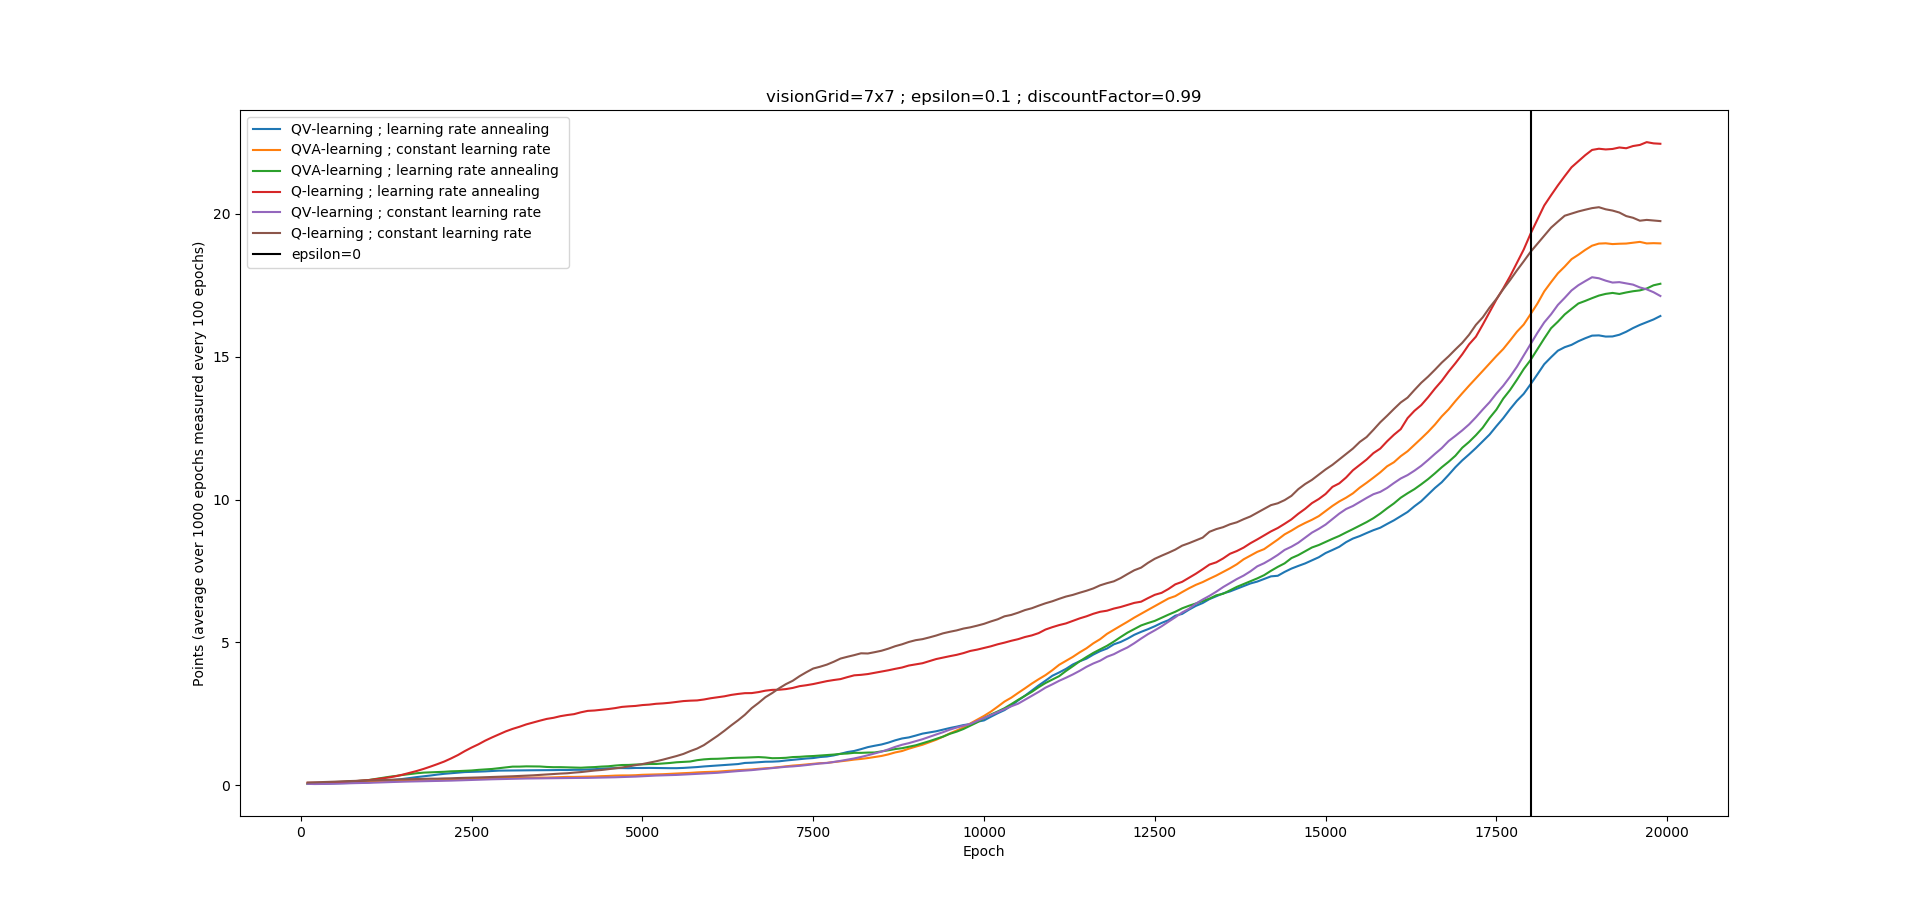 visionGrid=7x7 ; epsilon=0.1 ; discountFactor=0.99
QV-learning ; learning rate annealing
QVA-learning ; constant learning rate
QVA-learning ; learning rate annealing
Q-learning ; learning rate annealing
QV-learning ; constant learning rate
Q-learning ; constant learning rate
epsilon=0
Points (average over 1000 epochs measured every 100 epochs)
20
15
10
5
0
0 2500 5000 7500 10000 12500 15000 17500 20000
Epoch